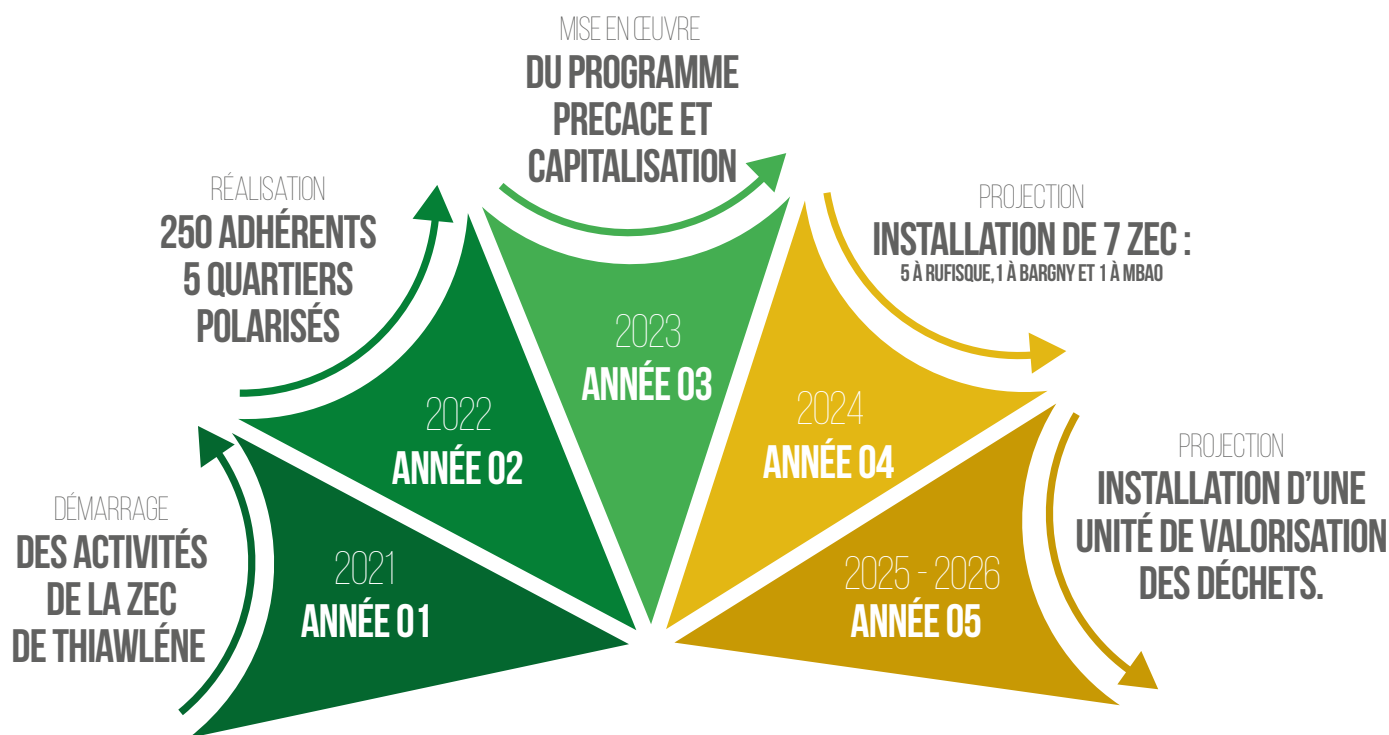 DÉMARRAGE
DES ACTIVITÉS
DE LA ZEC
DE THIAWLÉNE
2021
ANNÉE 01
RÉALISATION
250 ADHÉRENTS
5 QUARTIERS
POLARISÉS
2022
ANNÉE 02
MISE EN ŒUVRE
DU PROGRAMME
PRECACE ET
CAPITALISATION
2023
ANNÉE 03
PROJECTION
INSTALLATION DE 7 ZEC :
5 À RUFISQUE, 1 À BARGNY ET 1 À MBAO
2024
ANNÉE 04
PROJECTION
INSTALLATION D'UNE
UNITÉ DE VALORISATION
DES DÉCHETS.
2025 - 2026
ANNÉE 05